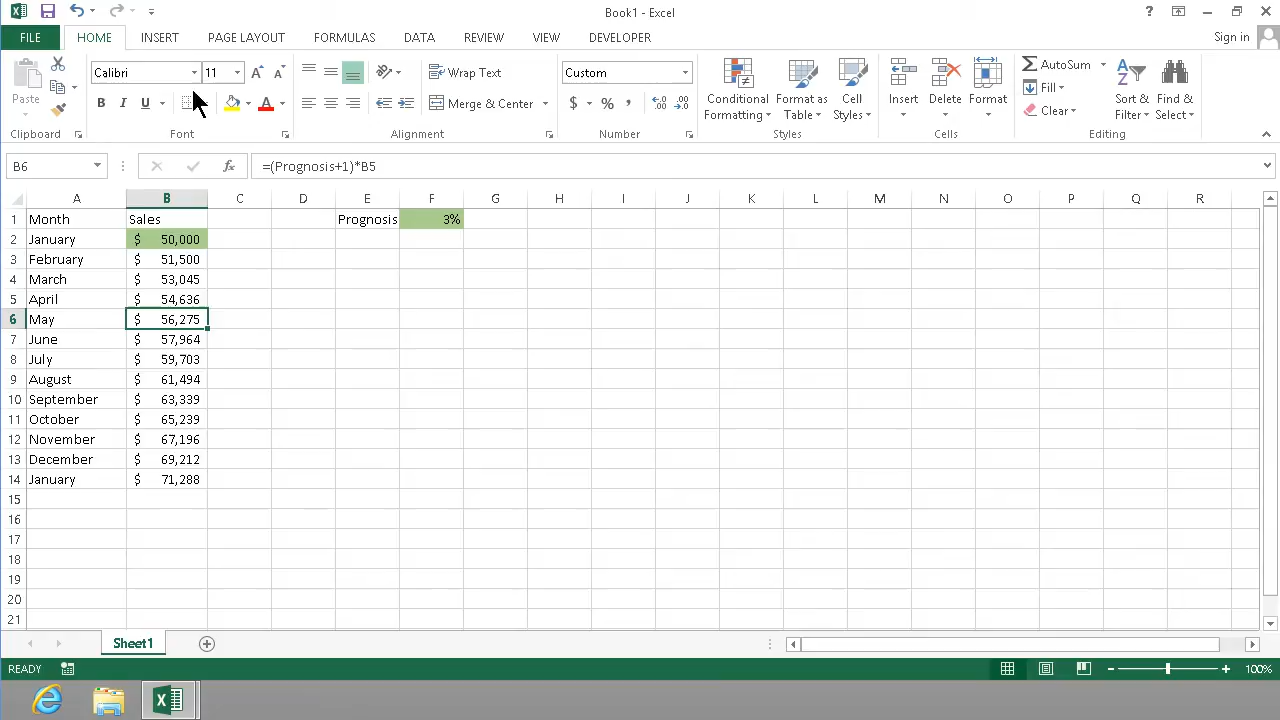 Book1 - Excel
?
FILE HOME INSERT PAGE LAYOUT FORMULAS DATA REVIEW VIEW DEVELOPER Sign in
Paste
Calibri 11
B I U
Wrap Text
Merge & Center
Custom
$ % ,
Conditional Formatting
Format as Table
Cell Styles
Insert
Delete
Format
AutoSum
Fill
Clear
Sort & Filter
Find & Select
Clipboard Font Alignment Number Styles Cells Editing
B6 fx =(Prognosis+1)*B5
A B C D E F G H I J K L M N O P Q R
1 Month Sales Prognosis 3%
2 January $ 50,000
3 February $ 51,500
4 March $ 53,045
5 April $ 54,636
6 May $ 56,275
7 June $ 57,964
8 July $ 59,703
9 August $ 61,494
10 September $ 63,339
11 October $ 65,239
12 November $ 67,196
13 December $ 69,212
14 January $ 71,288
15
16
17
18
19
20
21
Sheet1
READY 100%